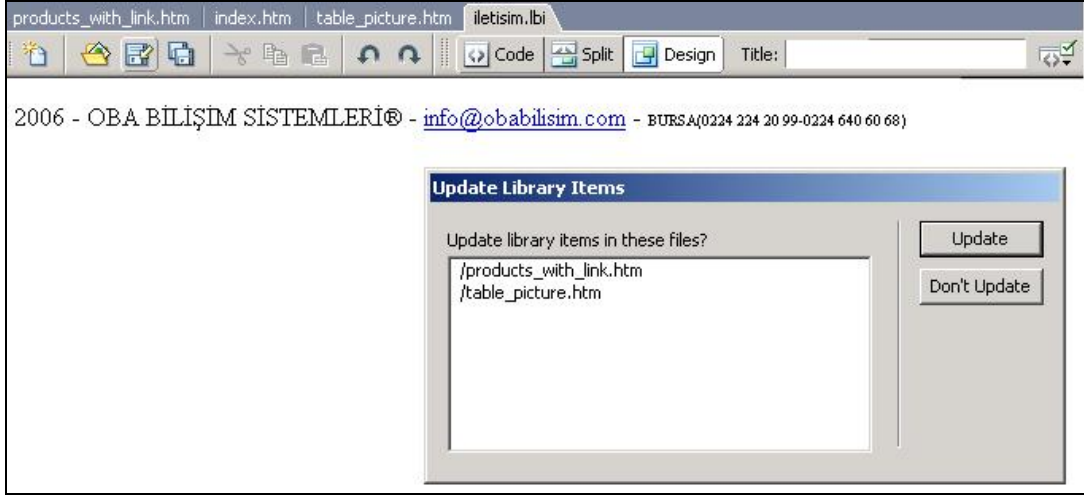 products_with_link.htm index.htm table_picture.htm iletisim.lbi
Code Split Design Title:
2006 - OBA BİLİŞİM SİSTEMLERİ® - info@obabilisim.com - BURSA(0224 224 20 99-0224 640 60 68)
Update Library Items
Update library items in these files?
Update
/products_with_link.htm
/table_picture.htm
Don't Update